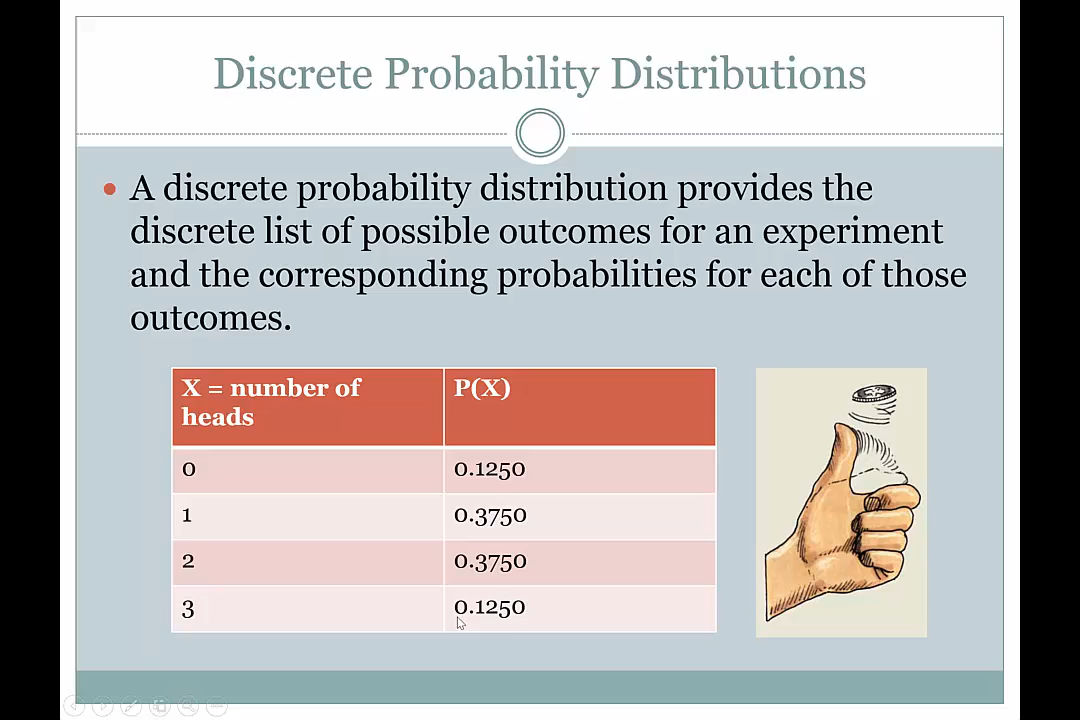 Discrete Probability Distributions
• A discrete probability distribution provides the
discrete list of possible outcomes for an experiment
and the corresponding probabilities for each of those
outcomes.
X = number of
heads
P(X)
0 0.1250
1 0.3750
2 0.3750
3 0.1250